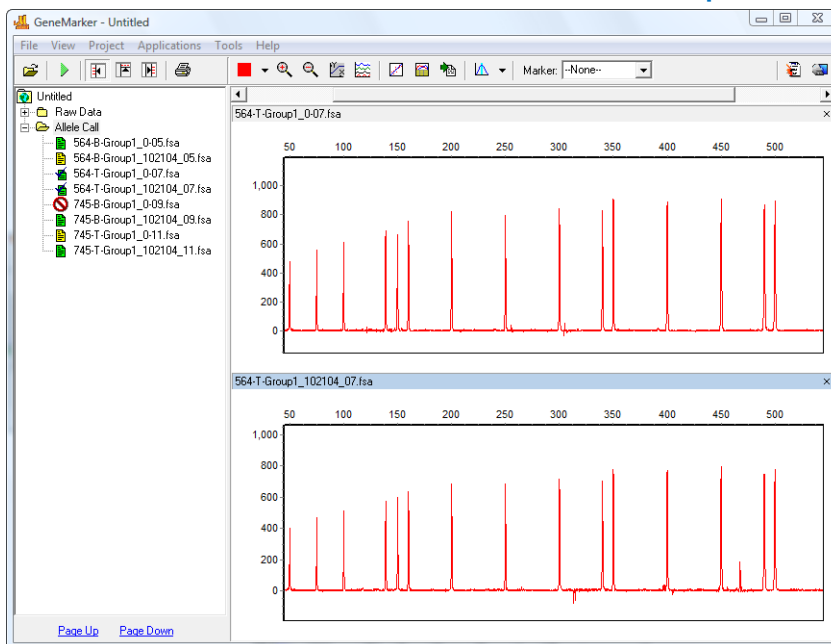 GeneMarker - Untitled
File View Project Applications Tools Help
Marker: --None--
Untitled
Raw Data
Allele Call
564-B-Group1_0-05.fsa
564-B-Group1_102104_05.fsa
564-T-Group1_0-07.fsa
564-T-Group1_102104_07.fsa
745-B-Group1_0-09.fsa
745-B-Group1_102104_09.fsa
745-T-Group1_0-11.fsa
745-T-Group1_102104_11.fsa
Page Up Page Down
564-T-Group1_0-07.fsa
50 100 150 200 250 300 350 400 450 500
1,000
800
600
400
200
0
564-T-Group1_102104_07.fsa
50 100 150 200 250 300 350 400 450 500
1,000
800
600
400
200
0